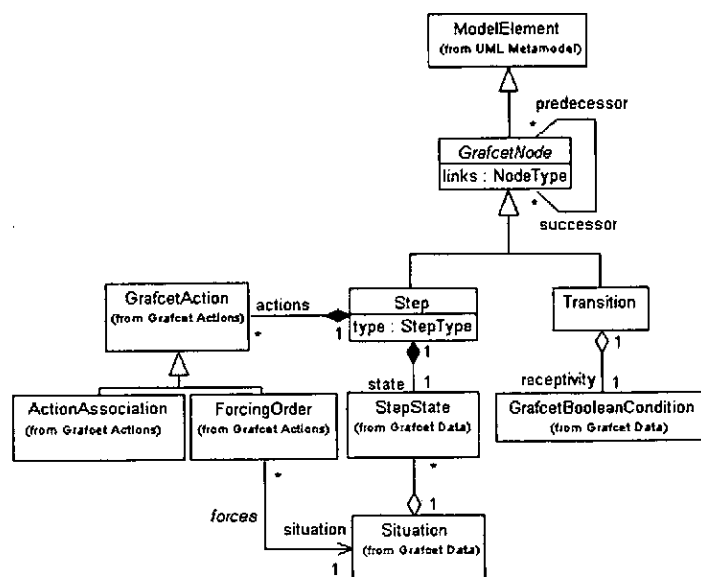 ModelElement
(from UML Metamodel)
predecessor
*
GrafcetNode
links : NodeType
*
successor
GrafcetAction
(from Grafcet Actions)
actions
*
1
Step
type : StepType
1
Transition
1
state
1
receptivity
1
ActionAssociation
(from Grafcet Actions)
ForcingOrder
(from Grafcet Actions)
StepState
(from Grafcet Data)
GrafcetBooleanCondition
(from Grafcet Data)
*
*
forces
situation
1
1
Situation
(from Grafcet Data)